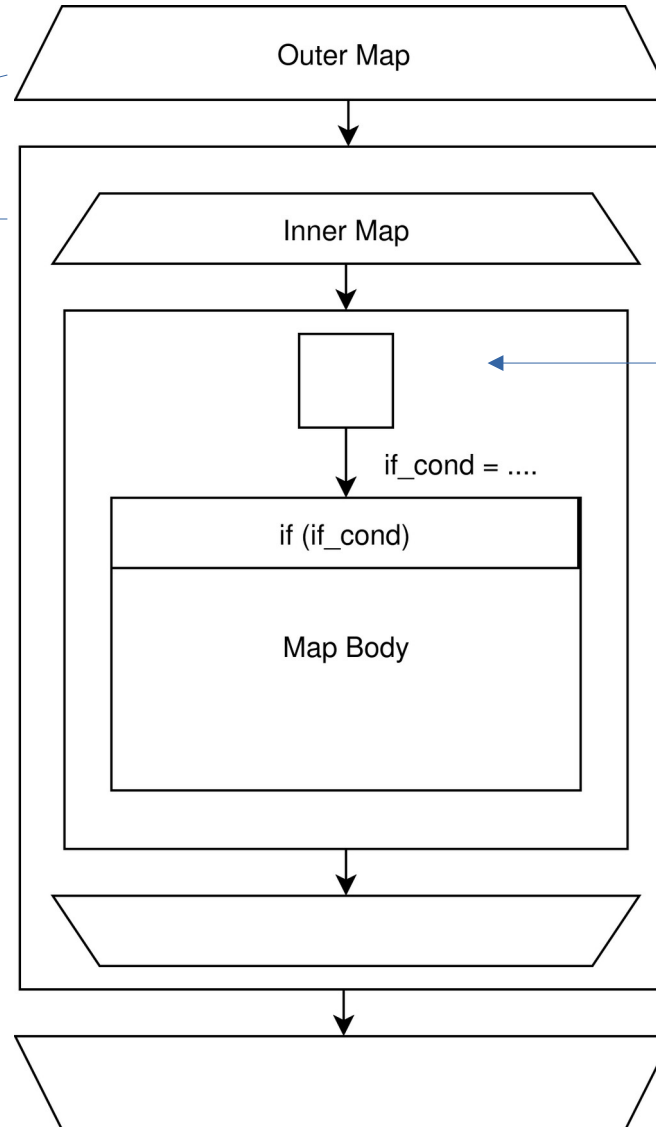 Outer Map
Inner Map
if_cond = ....
if (if_cond)
Map Body